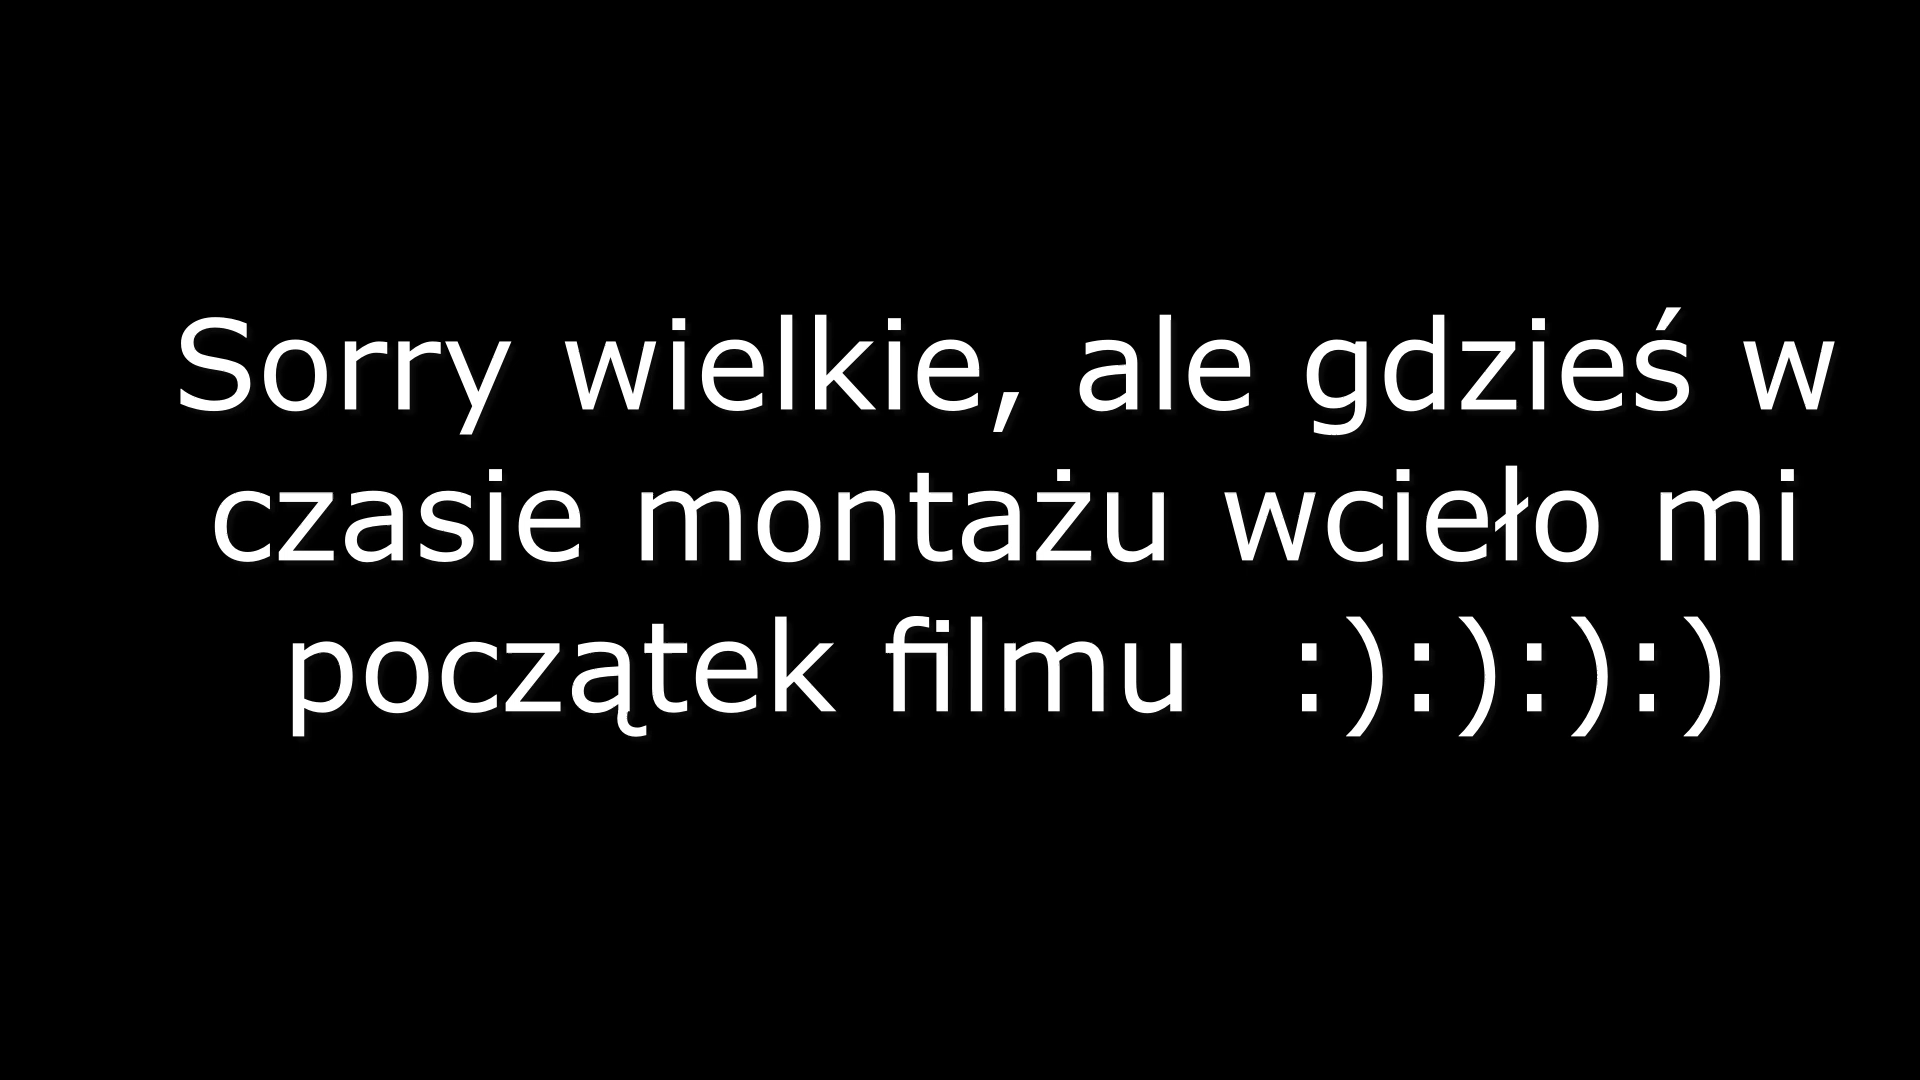 Sorry wielkie, ale gdzieś w
czasie montażu wcieło mi
początek filmu  :):):):)